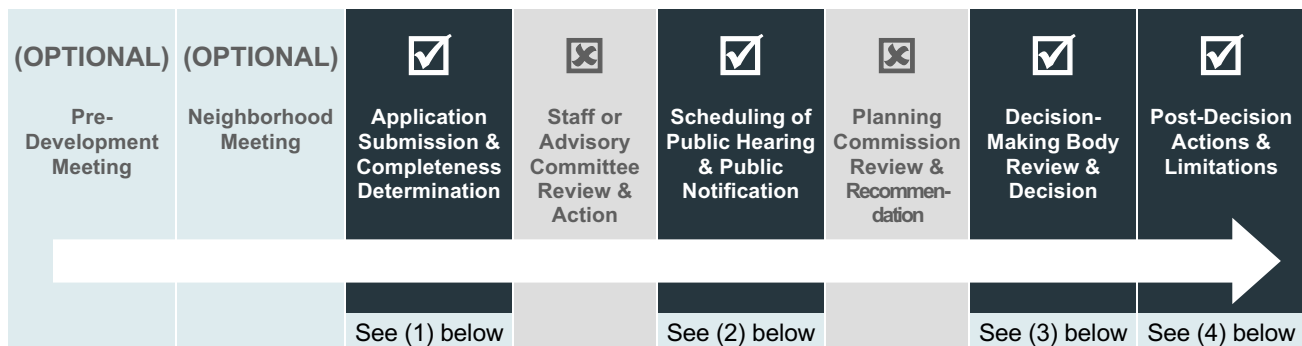 (OPTIONAL)
Pre-
Development
Meeting
(OPTIONAL)
Neighborhood
Meeting
Application
Submission &
Completeness
Determination
See (1) below
Staff or
Advisory
Committee
Review &
Action
Scheduling of
Public Hearing
& Public
Notification
See (2) below
Planning
Commission
Review &
Recommen-
dation
Decision-
Making Body
Review &
Decision
See (3) below
Post-Decision
Actions &
Limitations
See (4) below